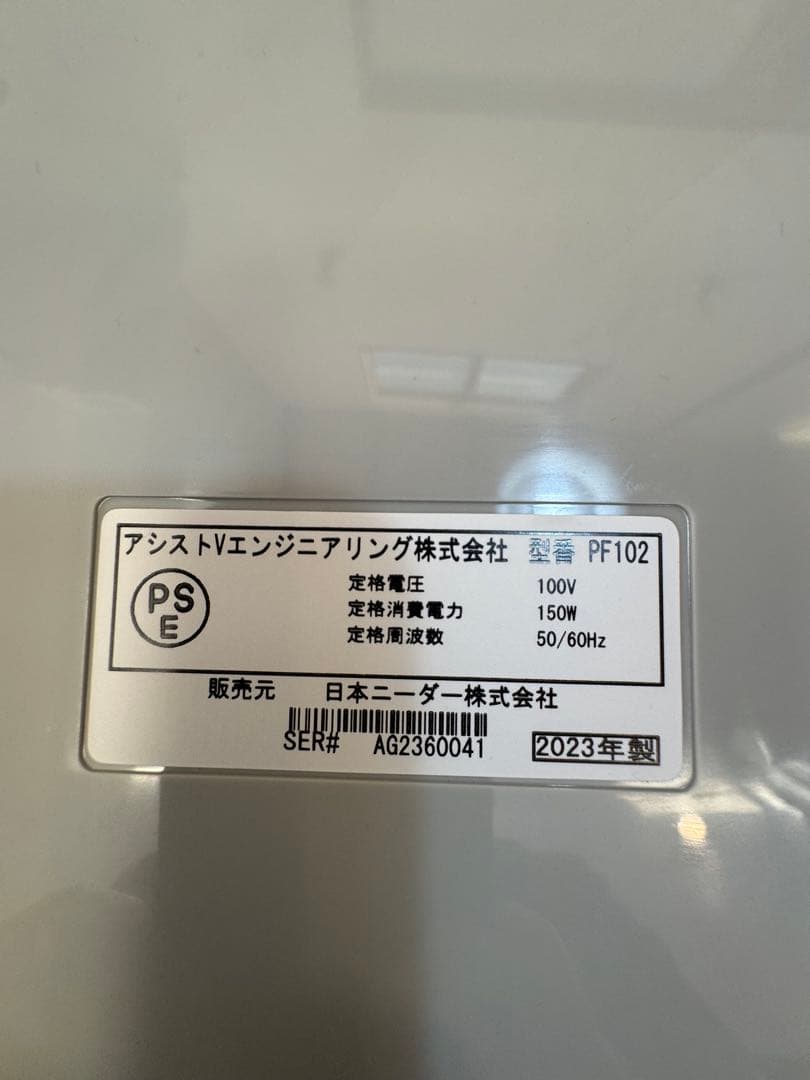 アシストVエンジニアリング株式会社 型番 PF102
PSE
定格電圧 100V
定格消費電力 150W
定格周波数 50/60Hz
販売元 日本ニーダー株式会社
SER# AG2360041 2023年製